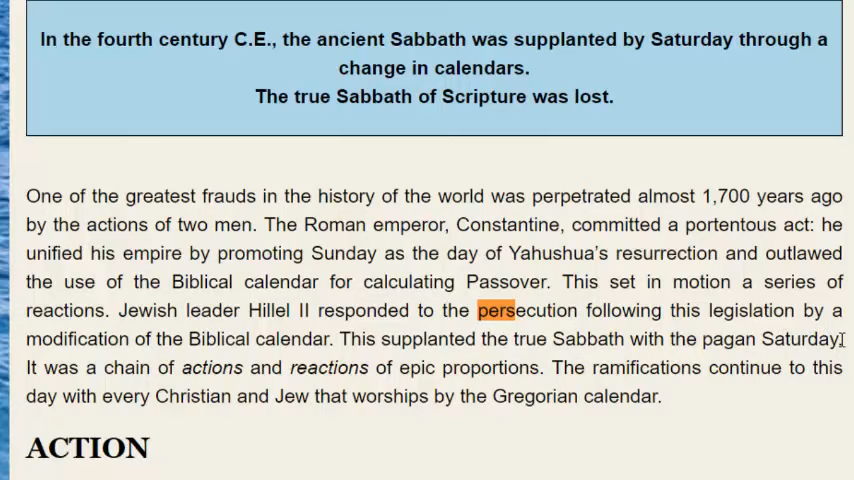 In the fourth century C.E., the ancient Sabbath was supplanted by Saturday through a
change in calendars.
The true Sabbath of Scripture was lost.
One of the greatest frauds in the history of the world was perpetrated almost 1,700 years ago
by the actions of two men. The Roman emperor, Constantine, committed a portentous act: he
unified his empire by promoting Sunday as the day of Yahushua's resurrection and outlawed
the use of the Biblical calendar for calculating Passover. This set in motion a series of
reactions. Jewish leader Hillel II responded to the persecution following this legislation by a
modification of the Biblical calendar. This supplanted the true Sabbath with the pagan Saturday.
It was a chain of actions and reactions of epic proportions. The ramifications continue to this
day with every Christian and Jew that worships by the Gregorian calendar.
ACTION